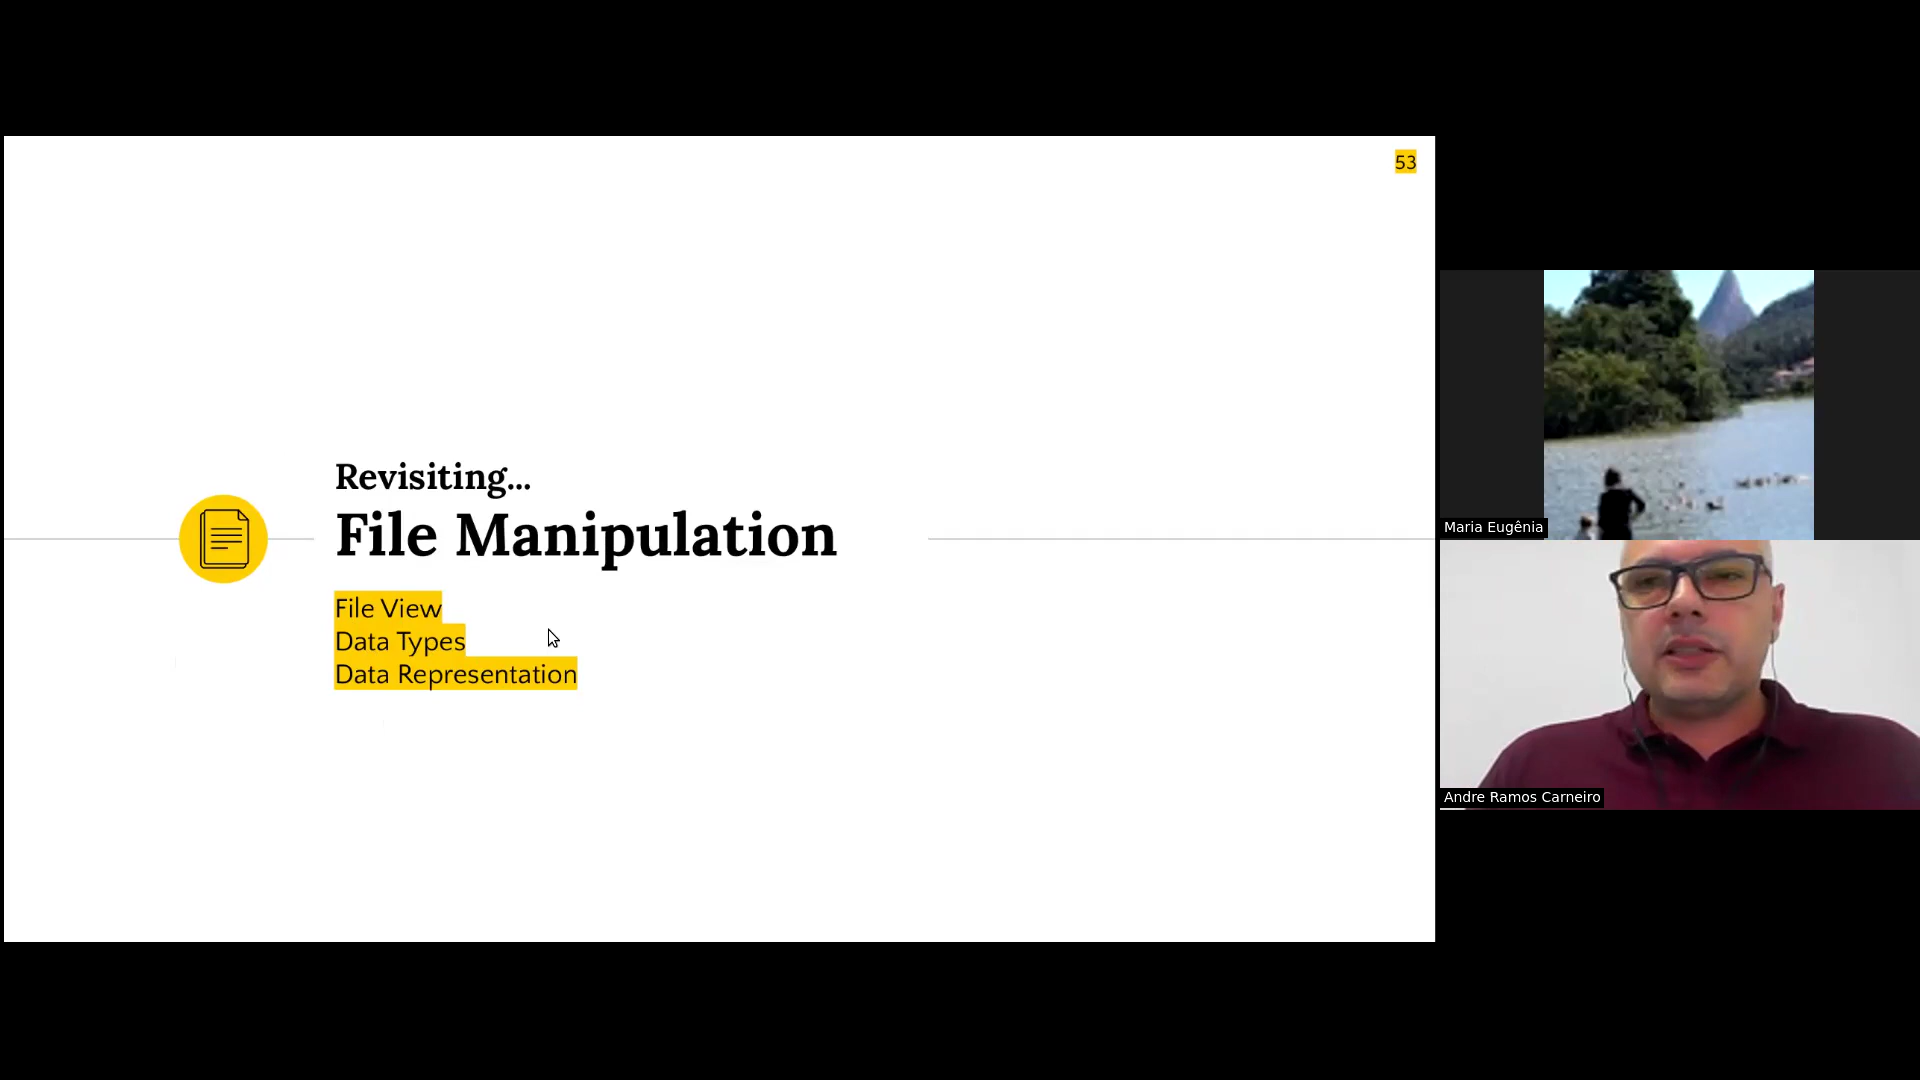 53
Revisiting...
File Manipulation
File View
Data Types
Data Representation
Maria Eugênia
Andre Ramos Carneiro